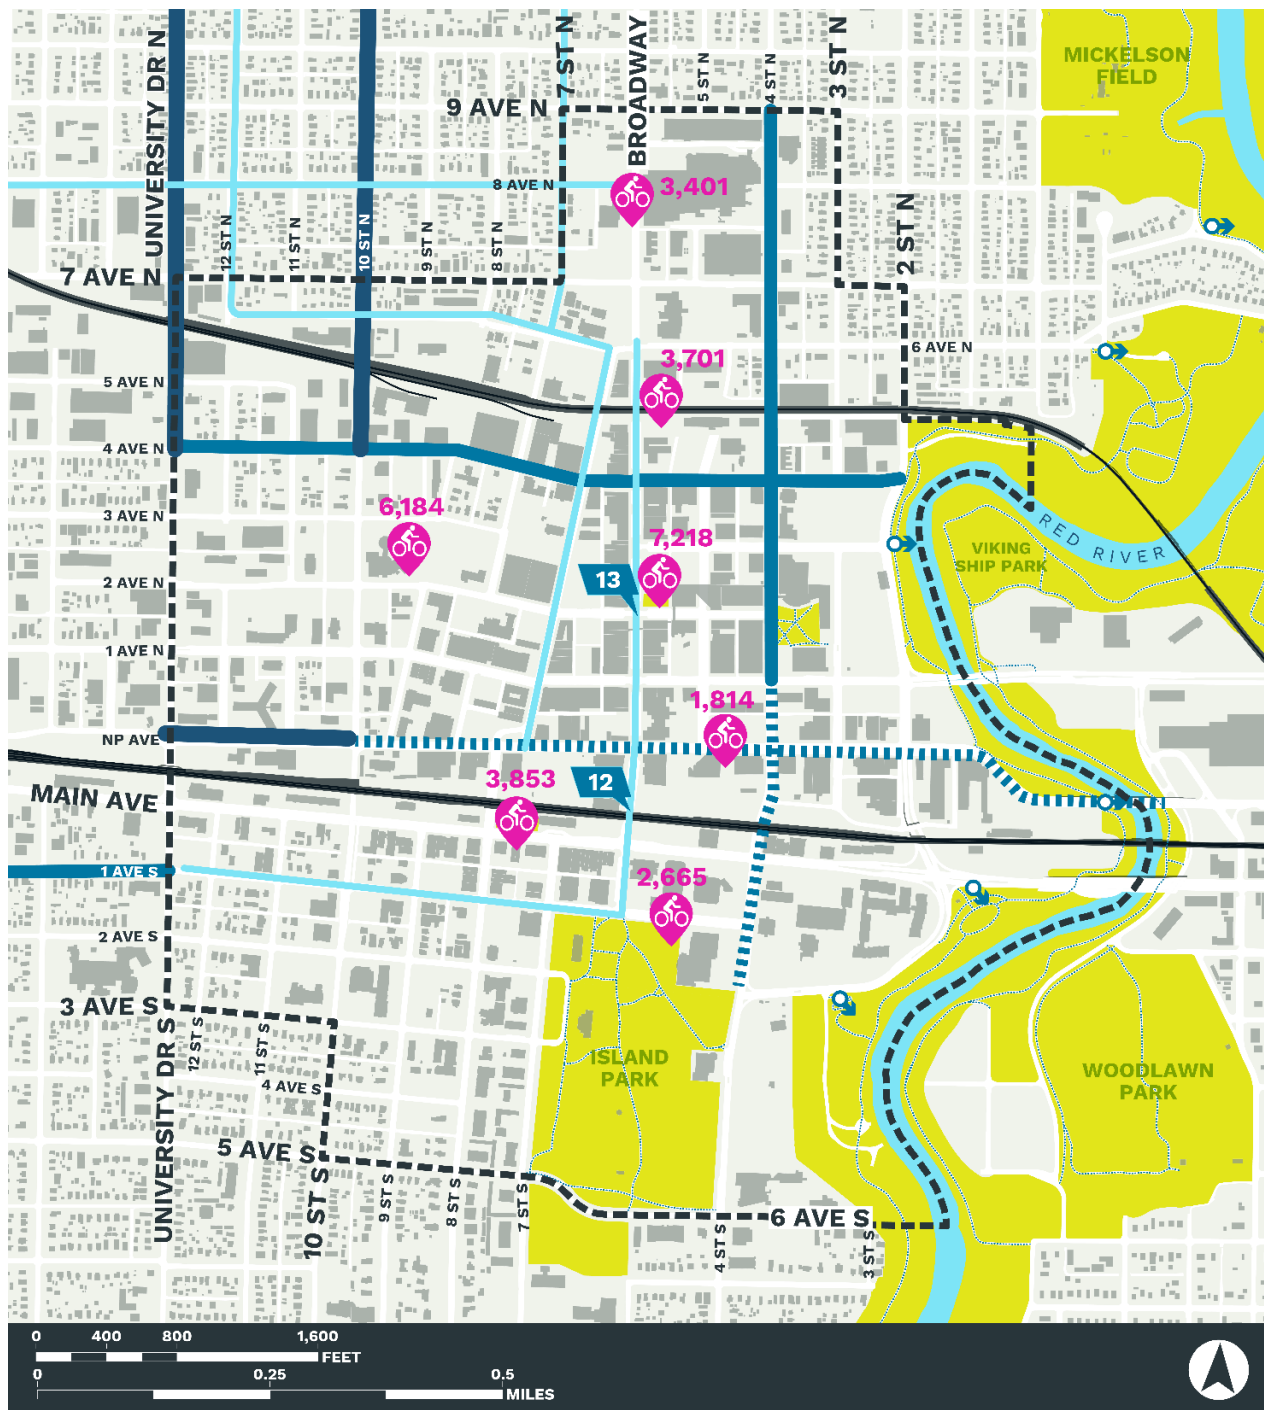 MICKELSON
FIELD
UNIVERSITY DR N
7 ST N
BROADWAY
5 ST N
4 ST N
3 ST N
9 AVE N
8 AVE N
3,401
12 ST N
11 ST N
10 ST N
9 ST N
8 ST N
2 ST N
7 AVE N
6 AVE N
3,701
5 AVE N
4 AVE N
6,184
3 AVE N
7,218
RED RIVER
VIKING
SHIP PARK
13
2 AVE N
1 AVE N
1,814
NP AVE
3,853
12
MAIN AVE
1 AVE S
2,665
2 AVE S
3 AVE S
UNIVERSITY DR S
12 ST S
11 ST S
4 AVE S
ISLAND
PARK
WOODLAWN
PARK
5 AVE S
10 ST S
9 ST S
8 ST S
7 ST S
6 AVE S
4 ST S
3 ST S
0 400 800 1,600
FEET
0 0.25 0.5
MILES